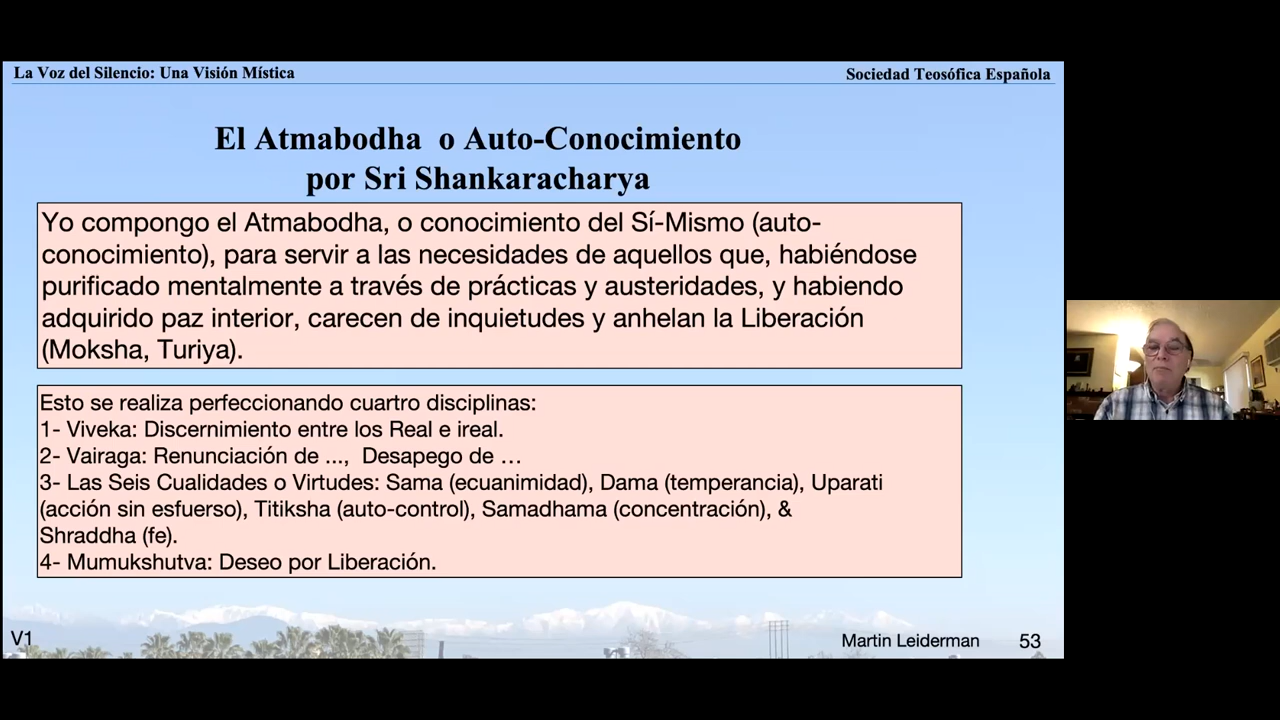 La Voz del Silencio: Una Visión Mística
Sociedad Teosófica Española
El Atmabodha o Auto-Conocimiento
por Sri Shankaracharya
Yo compongo el Atmabodha, o conocimiento del Sí-Mismo (auto-
conocimiento), para servir a las necesidades de aquellos que, habiéndose
purificado mentalmente a través de prácticas y austeridades, y habiendo
adquirido paz interior, carecen de inquietudes y anhelan la Liberación
(Moksha, Turiya).
Esto se realiza perfeccionando cuartro disciplinas:
1- Viveka: Discernimiento entre los Real e ireal.
2- Vairaga: Renunciación de ..., Desapego de …
3- Las Seis Cualidades o Virtudes: Sama (ecuanimidad), Dama (temperancia), Uparati
(acción sin esfuerso), Titiksha (auto-control), Samadhama (concentración), &
Shraddha (fe).
4- Mumukshutva: Deseo por Liberación.
V1
Martin Leiderman
53